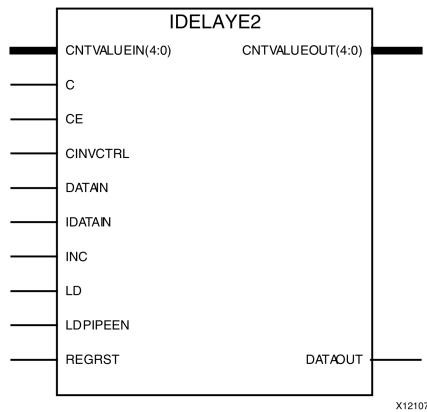 IDELAYE2
CNTVALUEIN(4:0) CNTVALUEOUT(4:0)
C
CE
CINVCTRL
DATAIN
IDATAIN
INC
LD
LDPIPEEN
REGRST DATAOUT
X12107